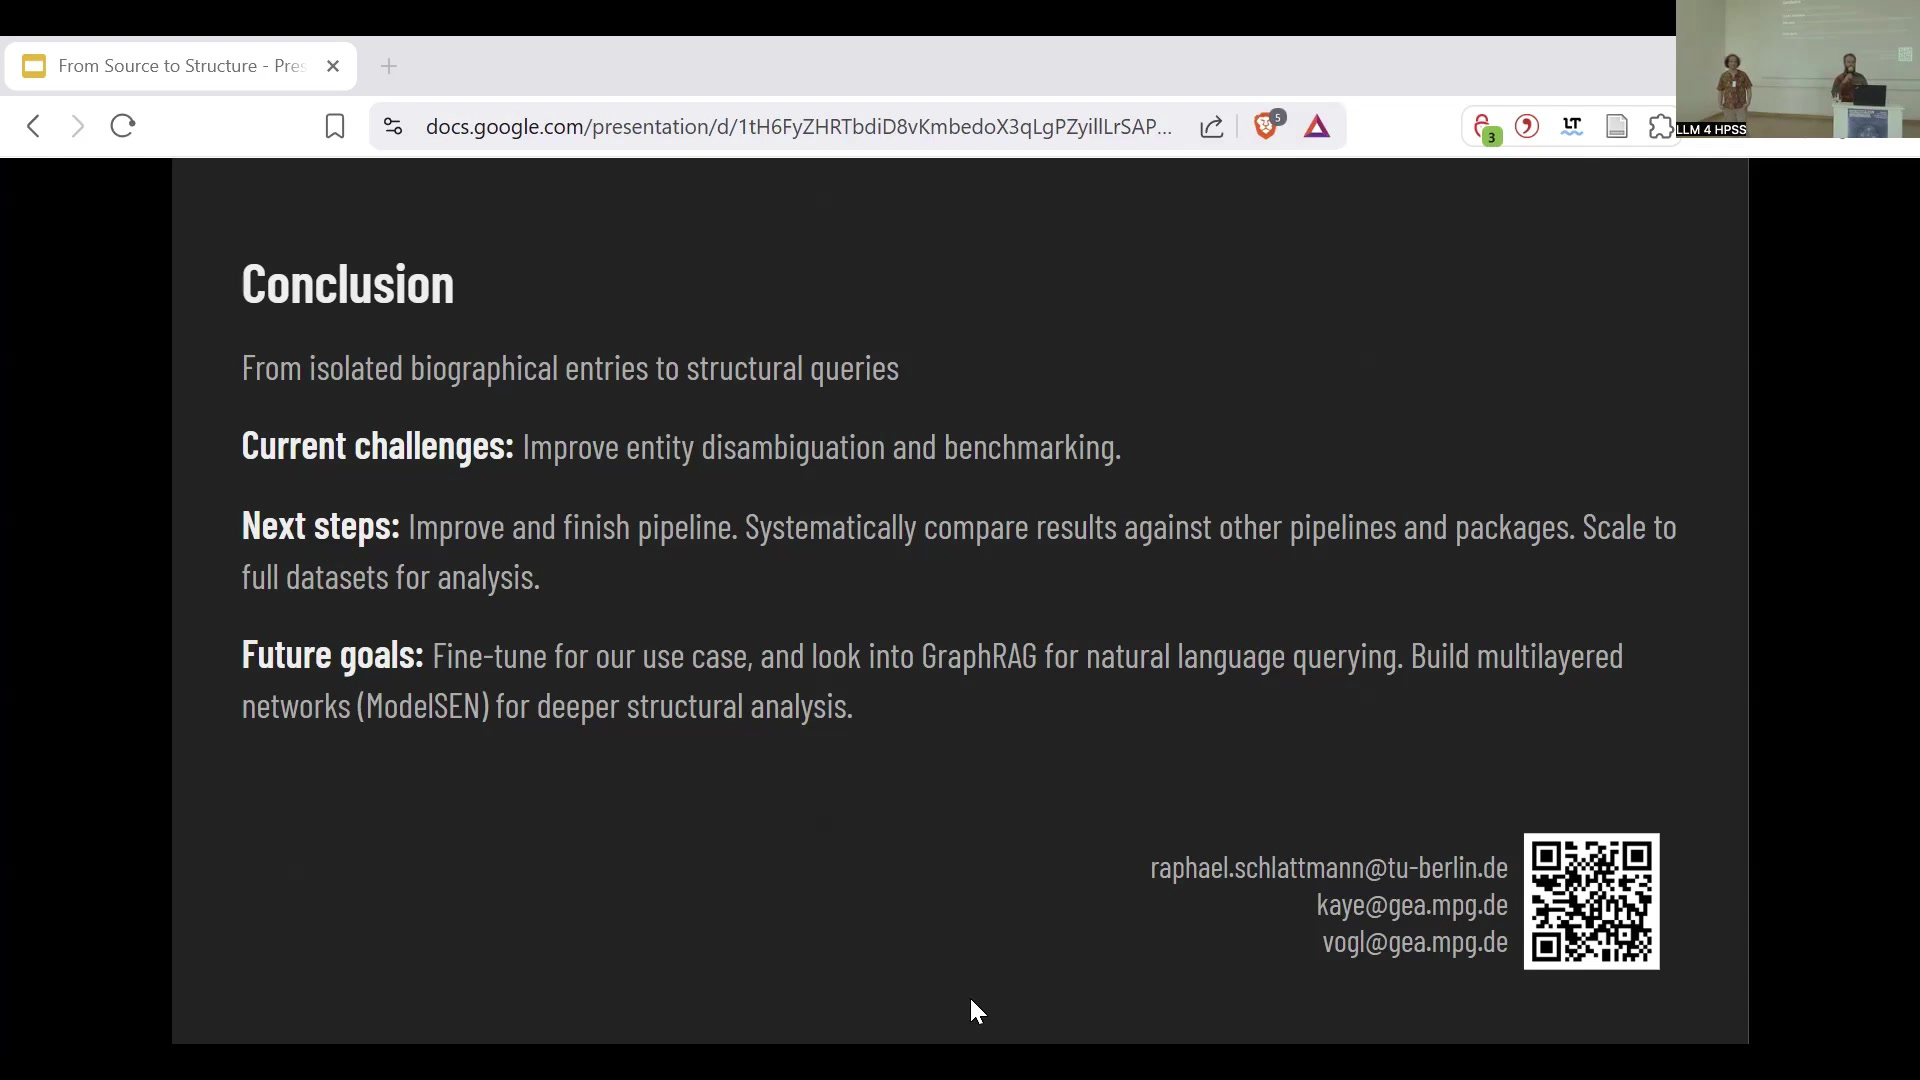 From Source to Structure - Pres
docs.google.com/presentation/d/1tH6FyZHRTbdiD8vKmbedoX3qLgPZyillLrSAP...
5
3
LT
LLM 4 HPSS
Conclusion
From isolated biographical entries to structural queries
Current challenges: Improve entity disambiguation and benchmarking.
Next steps: Improve and finish pipeline. Systematically compare results against other pipelines and packages. Scale to
full datasets for analysis.
Future goals: Fine-tune for our use case, and look into GraphRAG for natural language querying. Build multilayered
networks (ModelSEN) for deeper structural analysis.
raphael.schlattmann@tu-berlin.de
kaye@gea.mpg.de
vogl@gea.mpg.de